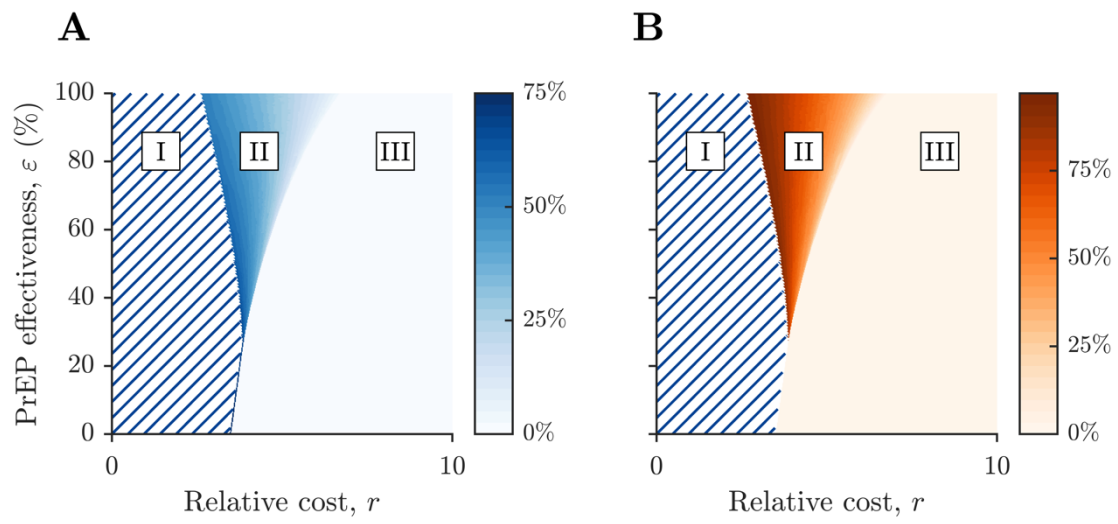 A
PrEP effectiveness, ε (%)
100
80
60
40
20
0
I
II
III
0
10
Relative cost, r
75%
50%
25%
0%
B
I
II
III
0
10
Relative cost, r
75%
50%
25%
0%